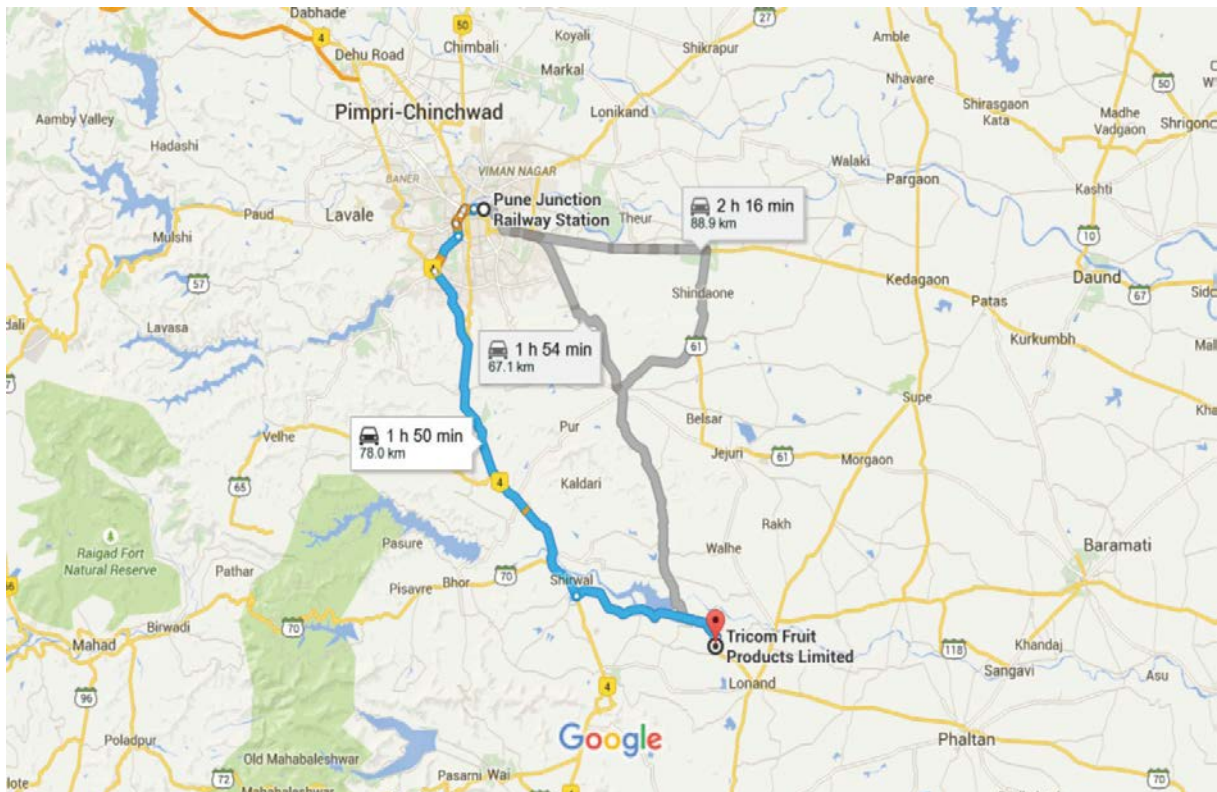 Dabhade
4
50
Koyali
27
Amble
Dehu Road
Chimbali
Shikrapur
Markal
Nhavare
50
Pimpri-Chinchwad
Lonikand
Shirasgaon
Kata
Madhe
Vadgaon
Shrigonc
Aamby Valley
Hadashi
VIMAN NAGAR
Walaki
BANER
Pargaon
Kashti
Pune Junction
Railway Station
2 h 16 min
88.9 km
Paud
Lavale
Theur
Mulshi
10
4
57
Shindaone
Kedagaon
Daund
67
Patas
Lavasa
Kurkumbh
61
1 h 54 min
67.1 km
Supe
1 h 50 min
78.0 km
Velhe
Pur
Belsar
Jejuri
61
Morgaon
65
4
Kaldari
Rakh
Raigad Fort
Natural Reserve
Pasure
Walhe
Baramati
Pathar
Pisavre
Bhor
70
Shirwal
Mahad
Birwadi
70
Tricom Fruit
Products Limited
118
Khandaj
Sangavi
Asu
96
4
Lonand
Google
Poladpur
Phaltan
Old Mahabaleshwar
72
Pasarni
Wai
70
Mahabaleshwar
4